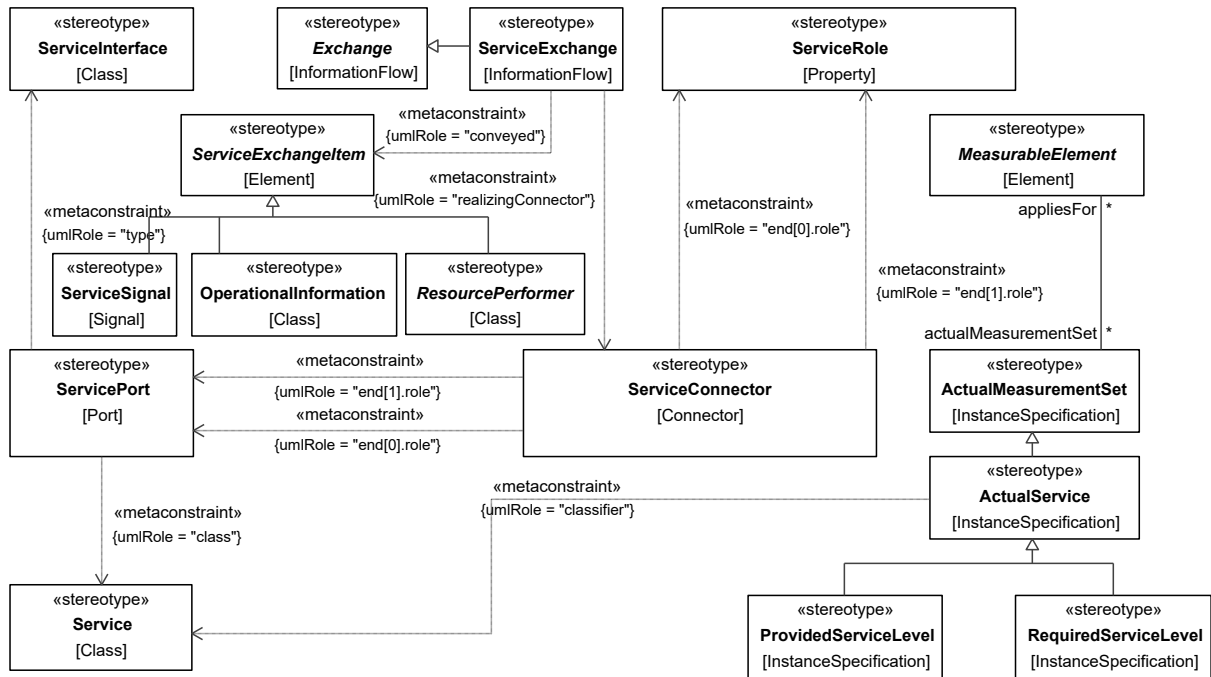 «stereotype»
ServiceInterface
[Class]
«stereotype»
Exchange
[InformationFlow]
«stereotype»
ServiceExchange
[InformationFlow]
«stereotype»
ServiceRole
[Property]
«metaconstraint»
{umlRole = "conveyed"}
«stereotype»
ServiceExchangeItem
[Element]
«stereotype»
MeasurableElement
[Element]
«metaconstraint»
{umlRole = "realizingConnector"}
«metaconstraint»
{umlRole = "type"}
«metaconstraint»
{umlRole = "end[0].role"}
appliesFor
*
«stereotype»
ServiceSignal
[Signal]
«stereotype»
OperationalInformation
[Class]
«stereotype»
ResourcePerformer
[Class]
«metaconstraint»
{umlRole = "end[1].role"}
actualMeasurementSet
*
«stereotype»
ServicePort
[Port]
«metaconstraint»
{umlRole = "end[1].role"}
«metaconstraint»
{umlRole = "end[0].role"}
«stereotype»
ServiceConnector
[Connector]
«stereotype»
ActualMeasurementSet
[InstanceSpecification]
«stereotype»
ActualService
[InstanceSpecification]
«metaconstraint»
{umlRole = "classifier"}
«metaconstraint»
{umlRole = "class"}
«stereotype»
Service
[Class]
«stereotype»
ProvidedServiceLevel
[InstanceSpecification]
«stereotype»
RequiredServiceLevel
[InstanceSpecification]